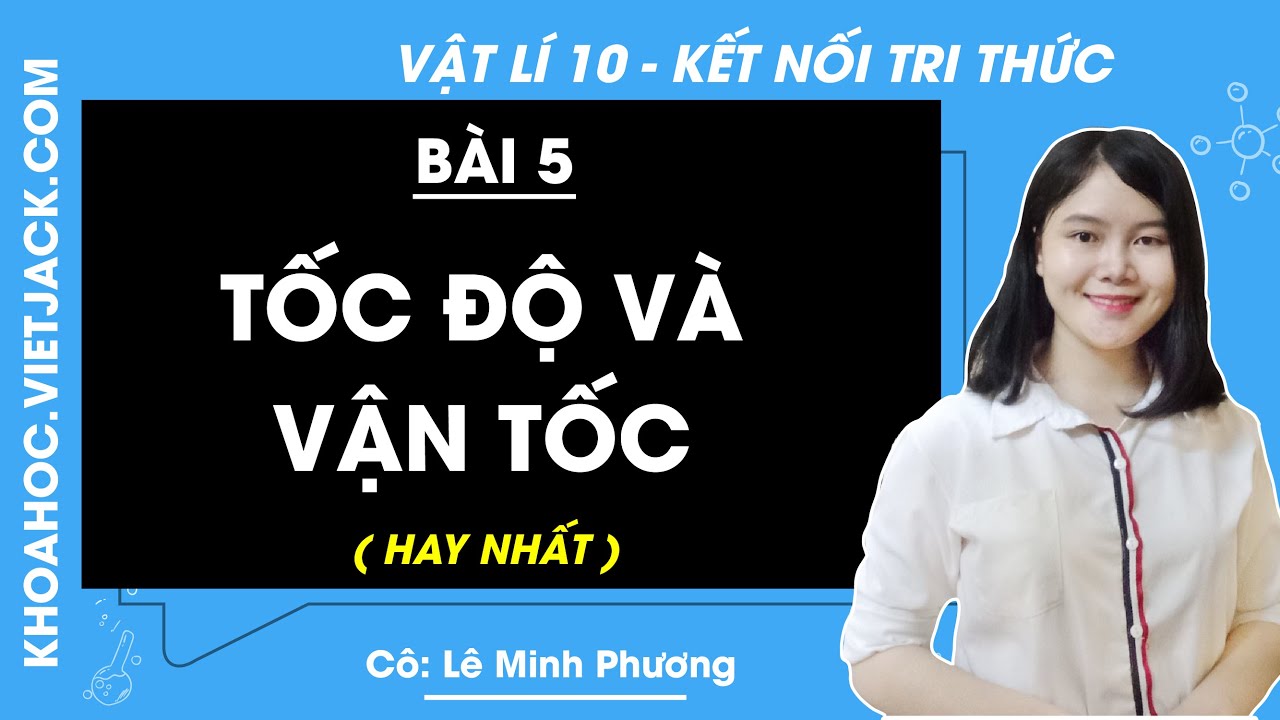 VẬT LÍ 10 - KẾT NỐI TRI THỨC
KHOAHOC.VIETJACK.COM
BÀI 5
TỐC ĐỘ VÀ
VẬN TỐC
( HAY NHẤT )
Cô: Lê Minh Phương